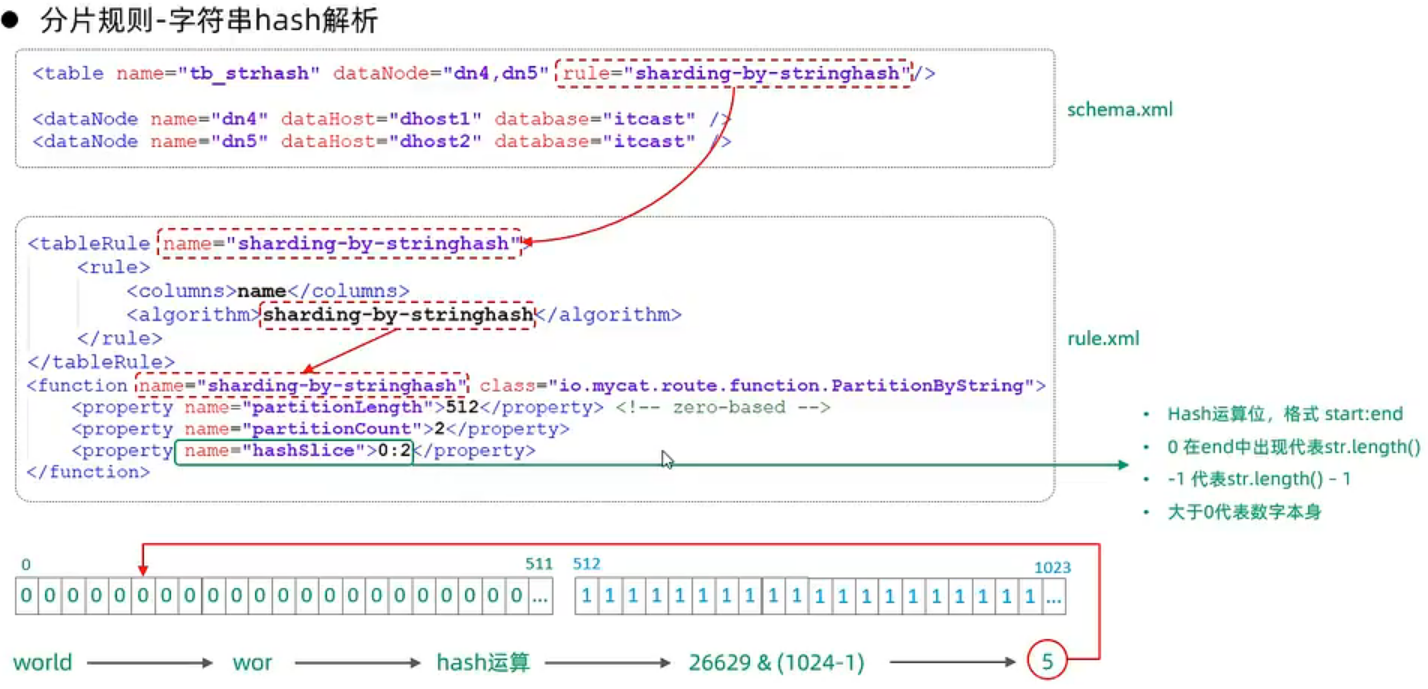 ● 分片规则-字符串hash解析
<table name="tb_strhash" dataNode="dn4,dn5" rule="sharding-by-stringhash"/>
<dataNode name="dn4" dataHost="dhost1" database="itcast" />
<dataNode name="dn5" dataHost="dhost2" database="itcast" />
schema.xml
<tableRule name="sharding-by-stringhash">
<rule>
<columns>name</columns>
<algorithm>sharding-by-stringhash</algorithm>
</rule>
</tableRule>
<function name="sharding-by-stringhash" class="io.mycat.route.function.PartitionByString">
<property name="partitionLength">512</property> <!-- zero-based -->
<property name="partitionCount">2</property>
<property name="hashSlice">0:2</property>
</function>
rule.xml
• Hash运算位，格式 start:end
• 0 在end中出现代表str.length()
• -1 代表str.length() – 1
• 大于0代表数字本身
0 511 512 1023
0 0 0 0 0 0 0 0 0 0 0 0 0 0 0 0 0 0 0 0 0 0 ... 1 1 1 1 1 1 1 1 1 1 1 1 1 1 1 1 1 1 1 1 ...
world wor hash运算 26629 & (1024-1) 5